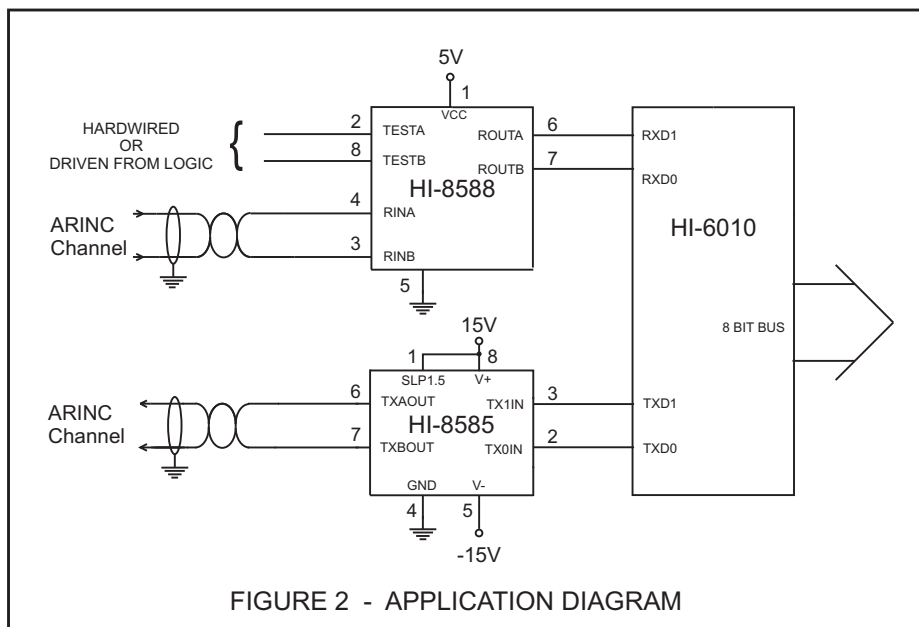 5V
1
VCC
HARDWIRED
OR
DRIVEN FROM LOGIC
{
2
TESTA
8
TESTB
ROUTA
6
ROUTB
7
HI-8588
ARINC
Channel
4
RINA
3
RINB
5
RXD1
RXD0
HI-6010
8 BIT BUS
15V
1
8
SLP1.5
V+
ARINC
Channel
6
TXAOUT
7
TXBOUT
HI-8585
TX1IN
3
TX0IN
2
TXD1
TXD0
GND
V-
4
5
-15V
FIGURE 2 - APPLICATION DIAGRAM